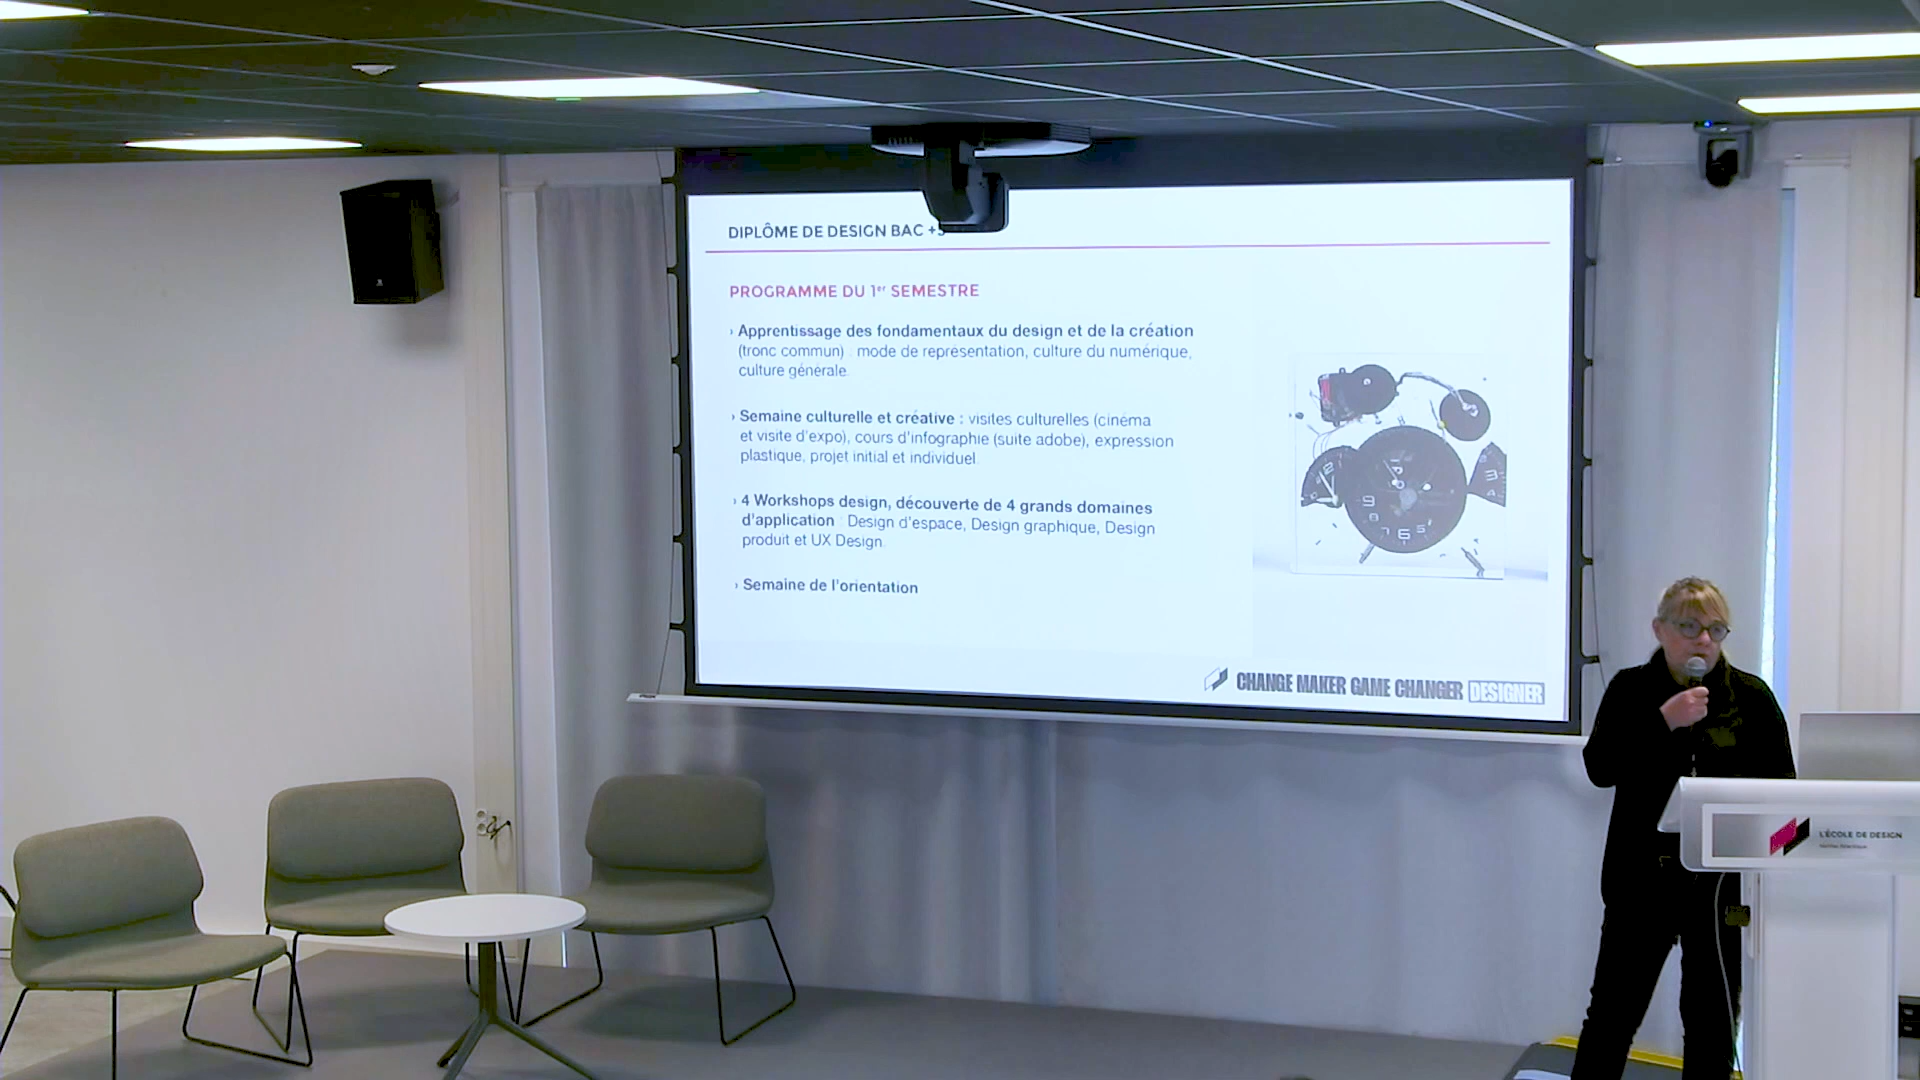 DIPLÔME DE DESIGN BAC +5
PROGRAMME DU 1er SEMESTRE
› Apprentissage des fondamentaux du design et de la création
(tronc commun) : mode de représentation, culture du numérique,
culture générale.
› Semaine culturelle et créative : visites culturelles (cinéma
et visite d'expo), cours d'infographie (suite adobe), expression
plastique, projet initial et individuel.
› 4 Workshops design, découverte de 4 grands domaines
d'application : Design d'espace, Design graphique, Design
produit et UX Design.
› Semaine de l'orientation
CHANGE MAKER GAME CHANGER DESIGNER
L'ÉCOLE DE DESIGN
Nantes Atlantique